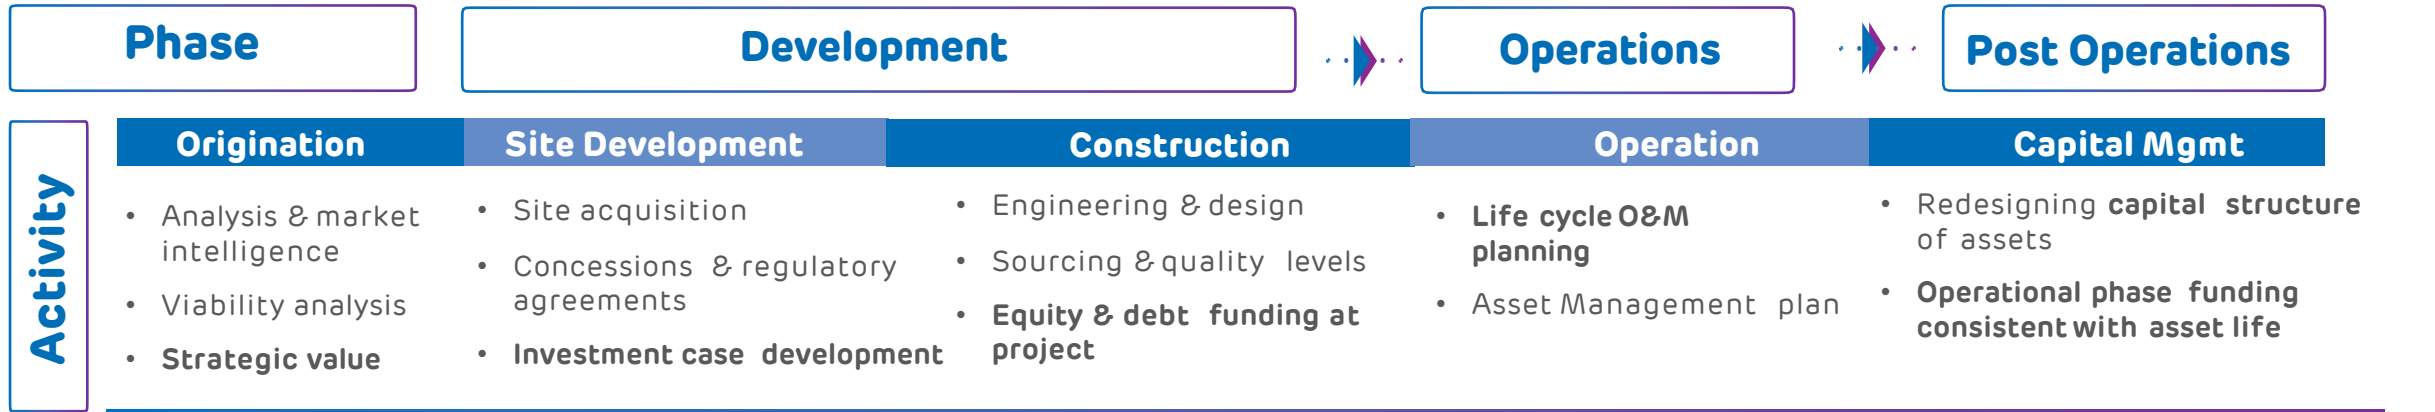 Phase
Development
Operations
Post Operations
Activity
Origination
Site Development
Construction
Operation
Capital Mgmt
• Analysis & market
intelligence
• Viability analysis
• Strategic value
• Site acquisition
• Concessions & regulatory
agreements
• Investment case development
• Engineering & design
• Sourcing & quality levels
• Equity & debt funding at
project
• Life cycle O&M
planning
• Asset Management plan
• Redesigning capital structure
of assets
• Operational phase funding
consistent with asset life